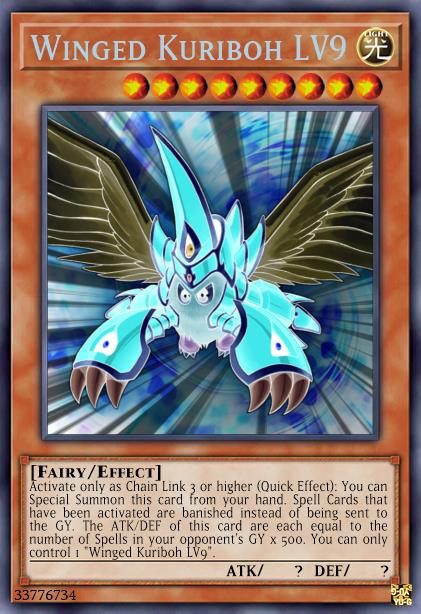 Winged Kuriboh LV9
LIGHT
光
[Fairy/Effect]
Activate only as Chain Link 3 or higher (Quick Effect): You can
Special Summon this card from your hand. Spell Cards that
have been activated are banished instead of being sent to
the GY. The ATK/DEF of this card are each equal to the
number of Spells in your opponent's GY x 500. You can only
control 1 "Winged Kuriboh LV9".
ATK/ ? DEF/ ?
33776734